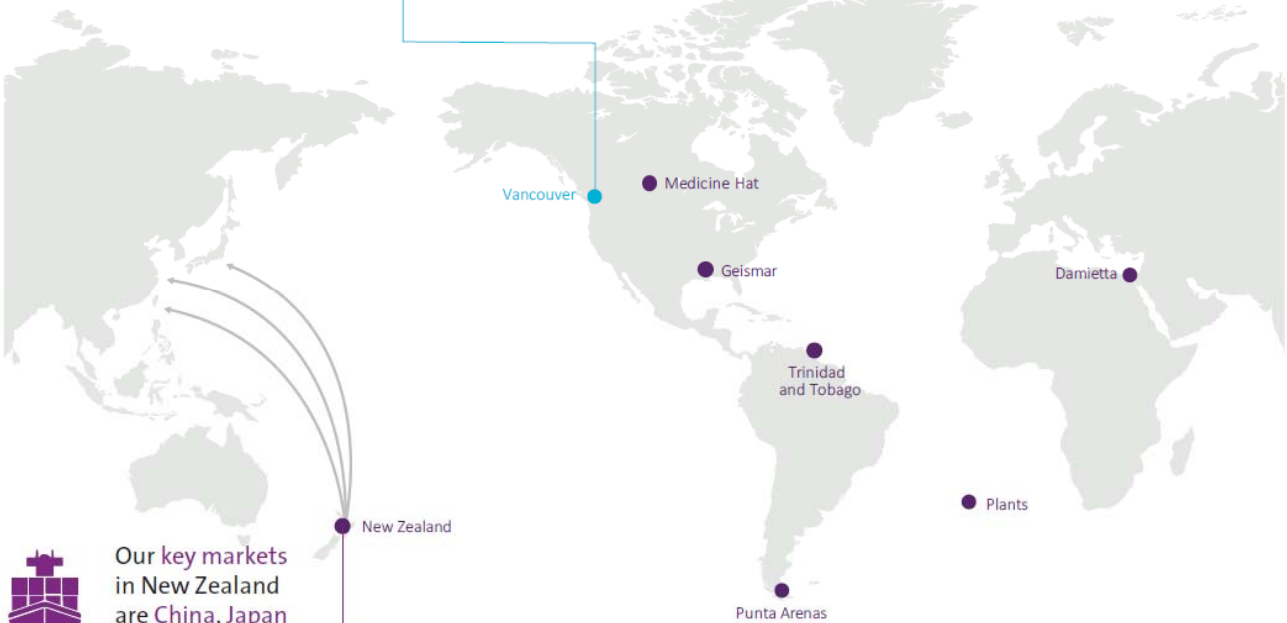 Medicine Hat
Vancouver
Geismar
Damietta
Trinidad
and Tobago
Plants
New Zealand
Our key markets
in New Zealand
are China, Japan
Punta Arenas